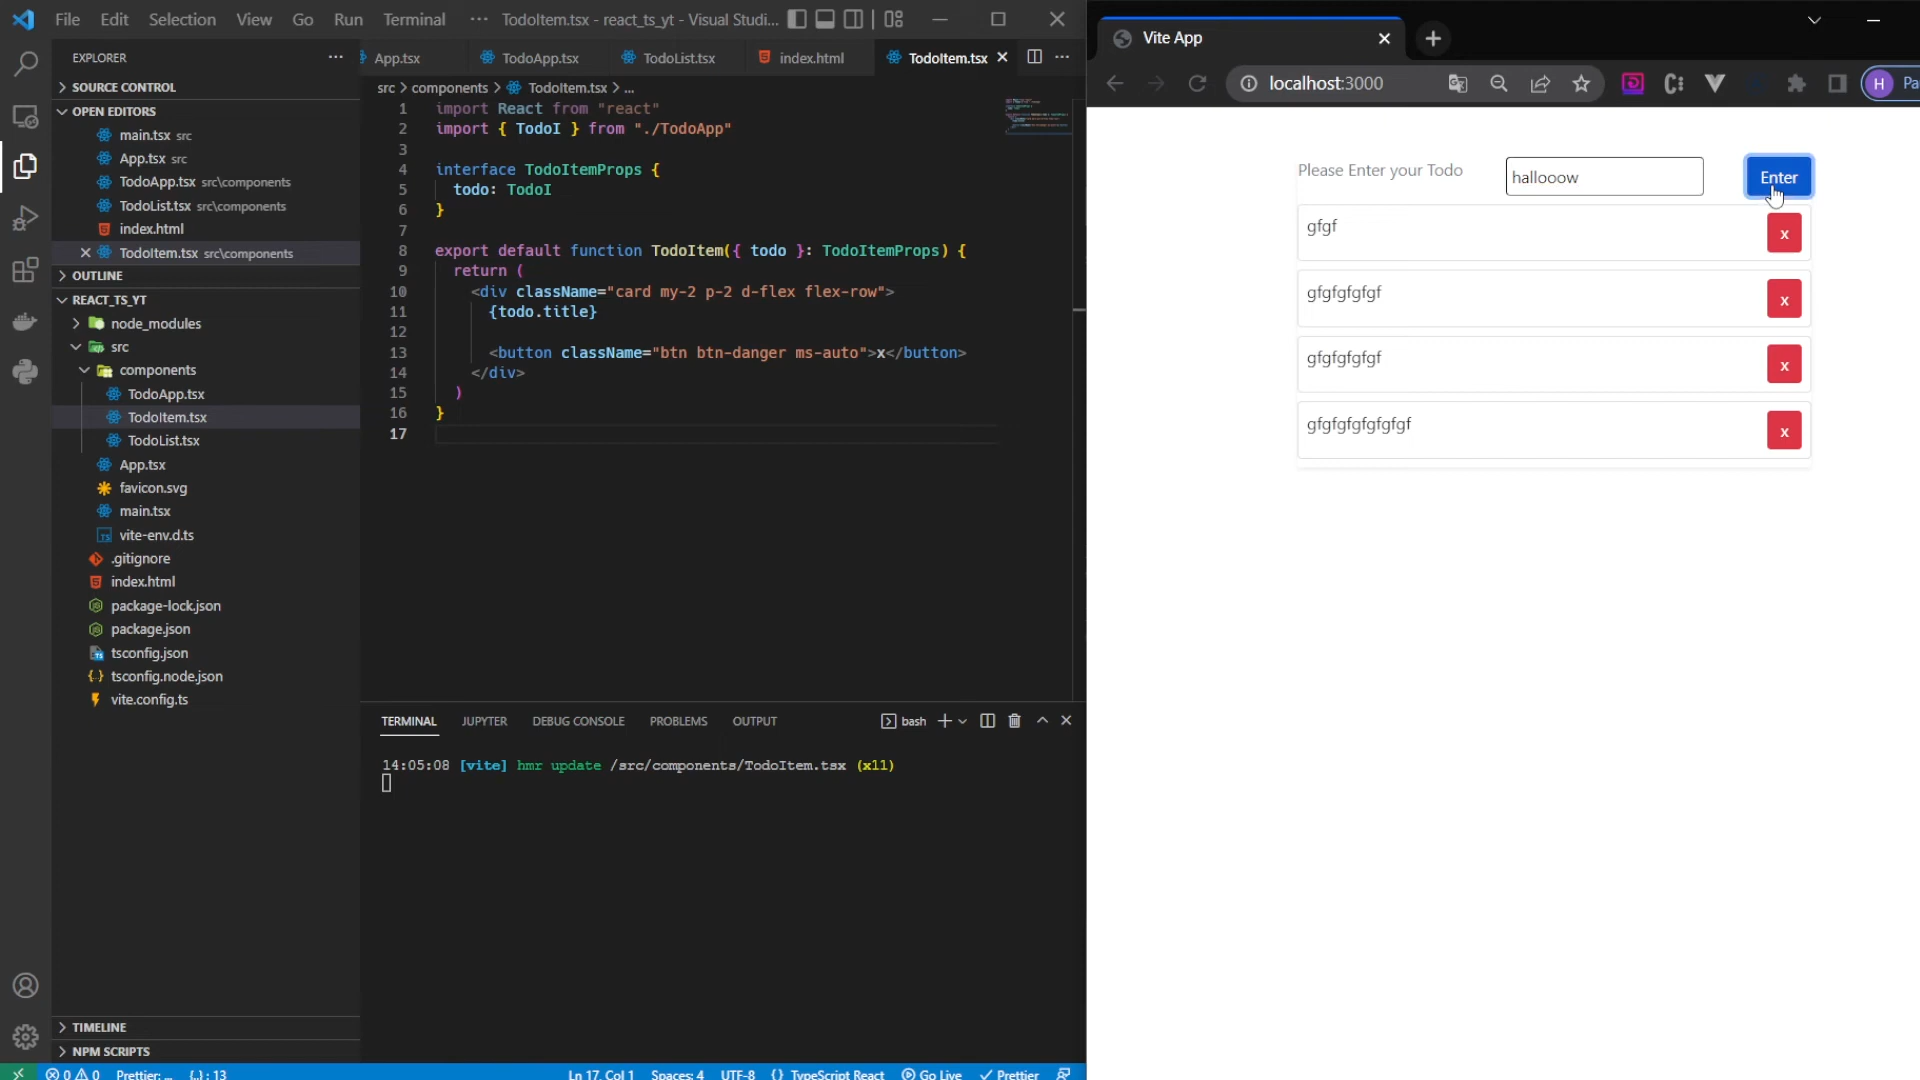 File Edit Selection View Go Run Terminal ··· TodoItem.tsx - react_ts_yt - Visual Studi...
EXPLORER
SOURCE CONTROL
OPEN EDITORS
main.tsx src
App.tsx src
TodoApp.tsx src\components
TodoList.tsx src\components
index.html
TodoItem.tsx src\components
OUTLINE
REACT_TS_YT
node_modules
src
components
TodoApp.tsx
TodoItem.tsx
TodoList.tsx
App.tsx
favicon.svg
main.tsx
vite-env.d.ts
.gitignore
index.html
package-lock.json
package.json
tsconfig.json
tsconfig.node.json
vite.config.ts
TIMELINE
NPM SCRIPTS
App.tsx TodoApp.tsx TodoList.tsx index.html TodoItem.tsx
src > components > TodoItem.tsx > ...
1 import React from "react"
2 import { TodoI } from "./TodoApp"
3
4 interface TodoItemProps {
5 todo: TodoI
6 }
7
8 export default function TodoItem({ todo }: TodoItemProps) {
9 return (
10 <div className="card my-2 p-2 d-flex flex-row">
11 {todo.title}
12
13 <button className="btn btn-danger ms-auto">x</button>
14 </div>
15 )
16 }
17
TERMINAL JUPYTER DEBUG CONSOLE PROBLEMS OUTPUT bash
14:05:08 [vite] hmr update /src/components/TodoItem.tsx (x11)
0 0 Prettier: ... {..} : 13 Ln 17, Col 1 Spaces: 4 UTF-8 {} TypeScript React Go Live Prettier
Vite App
localhost:3000 H Pa
Please Enter your Todo hallooow Enter
gfgf x
gfgfgfgfgf x
gfgfgfgfgf x
gfgfgfgfgfgfgf x